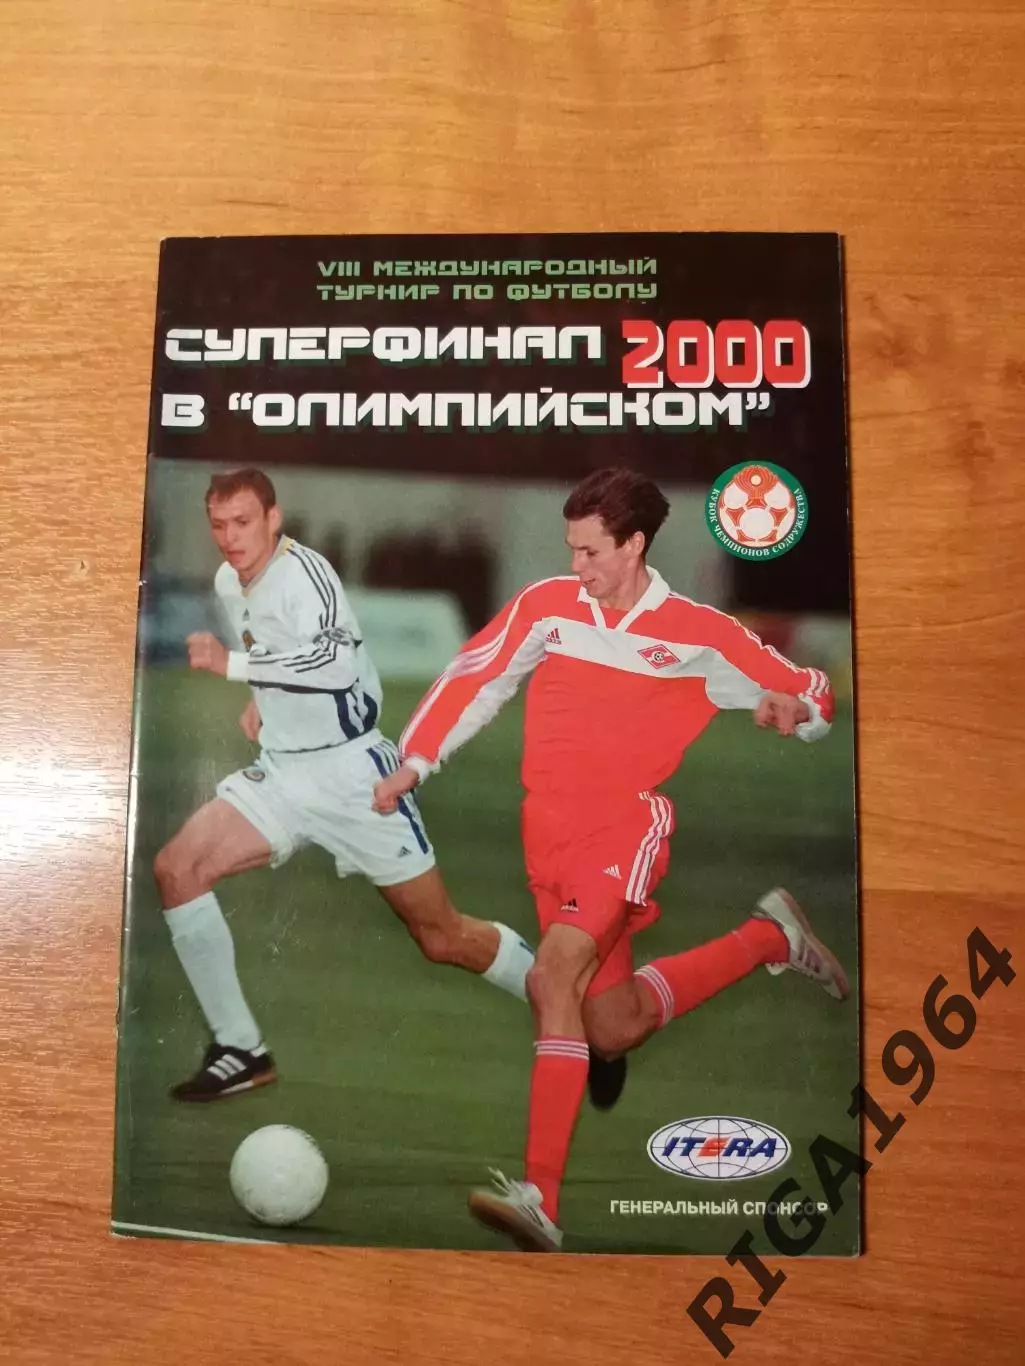 VIII МЕЖДУНАРОДНЫЙ
ТУРНИР ПО ФУТБОЛУ
СУПЕРФИНАЛ 2000
В "ОЛИМПИЙСКОМ"
КУБОК ЧЕМПИОНОВ СОДРУЖЕСТВА
ITERA
ГЕНЕРАЛЬНЫЙ СПОНСОР
RIGA1964